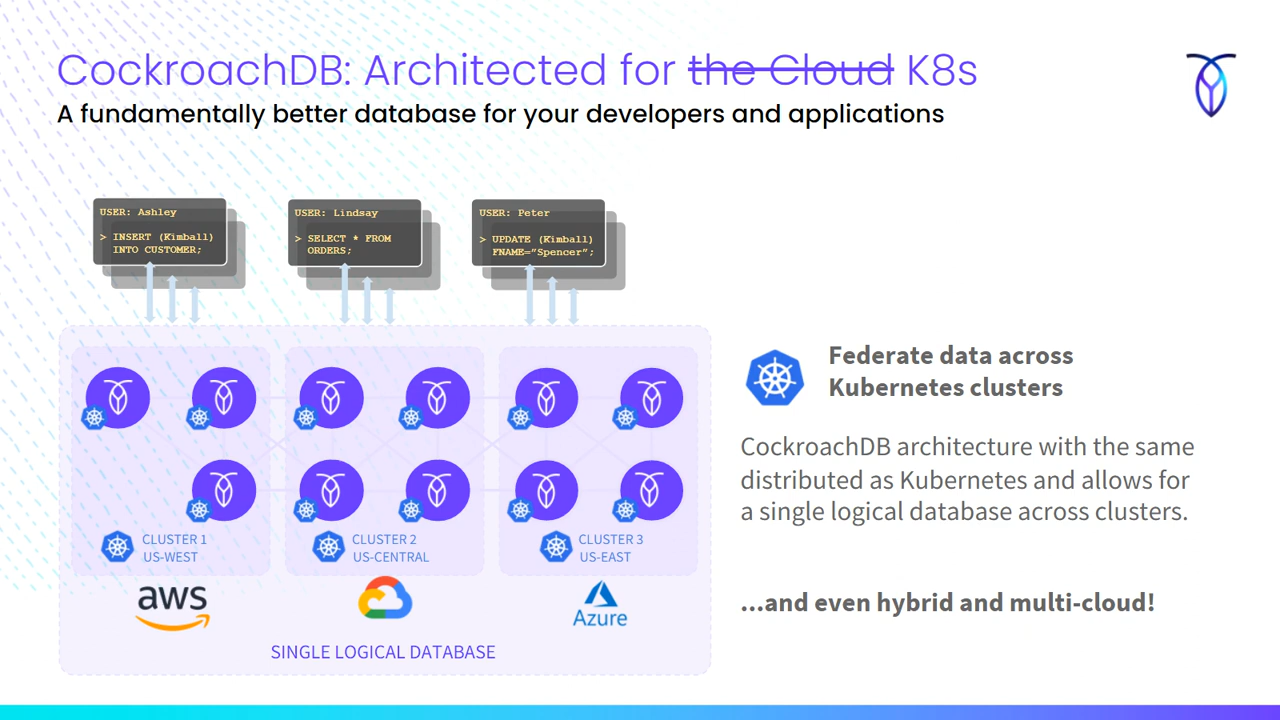 CockroachDB: Architected for the Cloud K8s
A fundamentally better database for your developers and applications
USER: Ashley
> INSERT (Kimball)
INTO CUSTOMER;
USER: Lindsay
> SELECT * FROM
ORDERS;
USER: Peter
> UPDATE (Kimball)
FNAME=”Spencer”;
CLUSTER 1
US-WEST
CLUSTER 2
US-CENTRAL
CLUSTER 3
US-EAST
aws
Azure
SINGLE LOGICAL DATABASE
Federate data across
Kubernetes clusters
CockroachDB architecture with the same
distributed as Kubernetes and allows for
a single logical database across clusters.
...and even hybrid and multi-cloud!